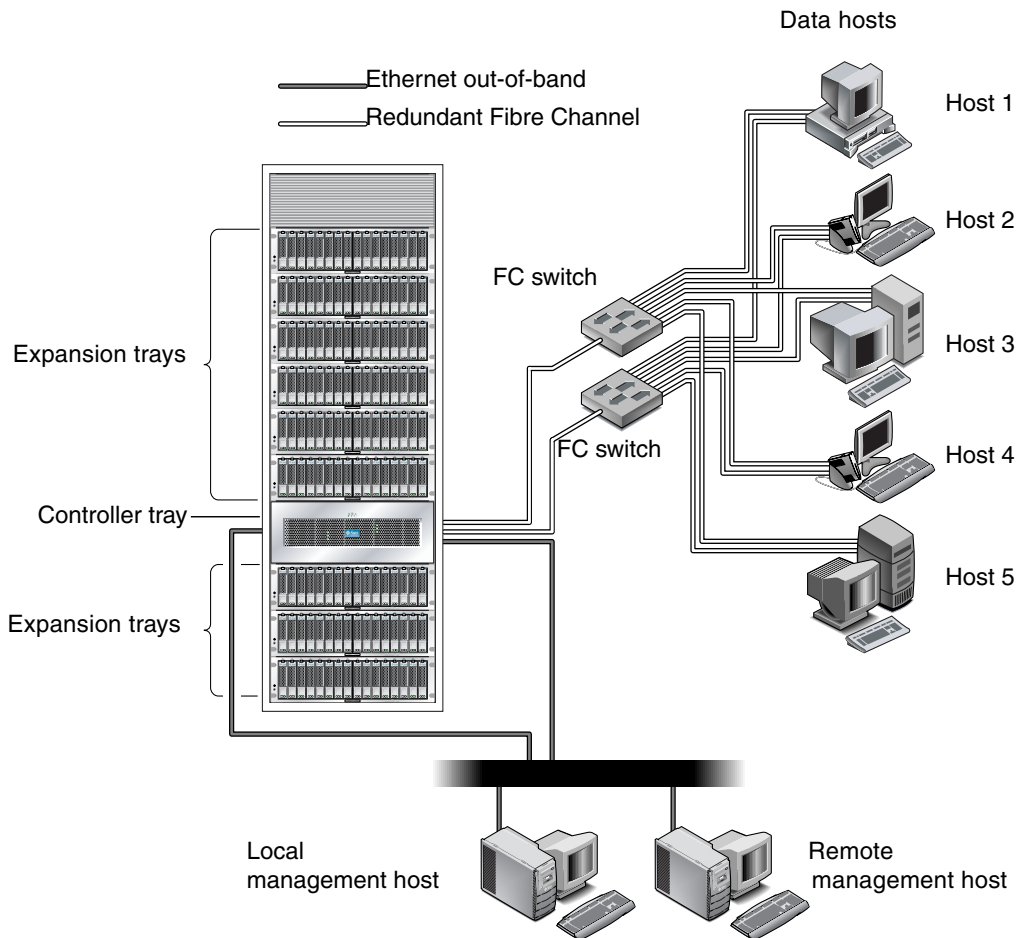 Data hosts
Ethernet out-of-band
Redundant Fibre Channel
Host 1
Host 2
FC switch
Expansion trays
Host 3
FC switch
Host 4
Controller tray
Host 5
Expansion trays
Local
management host
Remote
management host